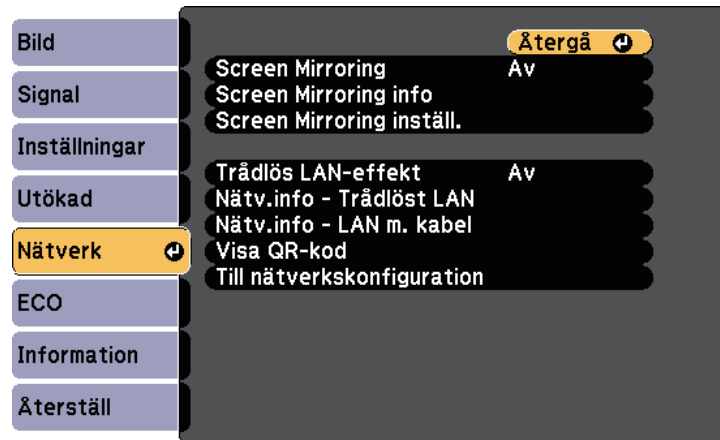 Bild
Signal
Inställningar
Utökad
Nätverk
ECO
Information
Återställ
Återgå
Screen Mirroring Av
Screen Mirroring info
Screen Mirroring inställ.
Trådlös LAN-effekt Av
Nätv.info - Trådlöst LAN
Nätv.info - LAN m. kabel
Visa QR-kod
Till nätverkskonfiguration